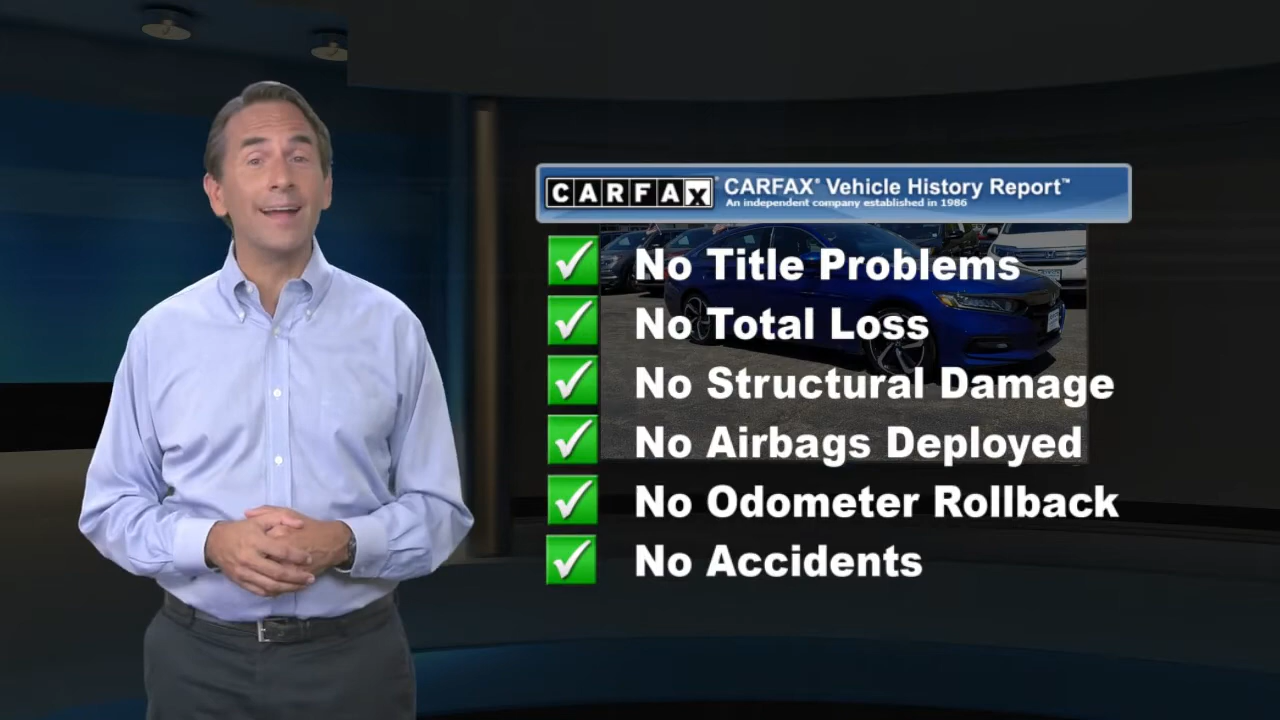 CARFAX® CARFAX® Vehicle History Report™
An independent company established in 1986
No Title Problems
No Total Loss
No Structural Damage
No Airbags Deployed
No Odometer Rollback
No Accidents